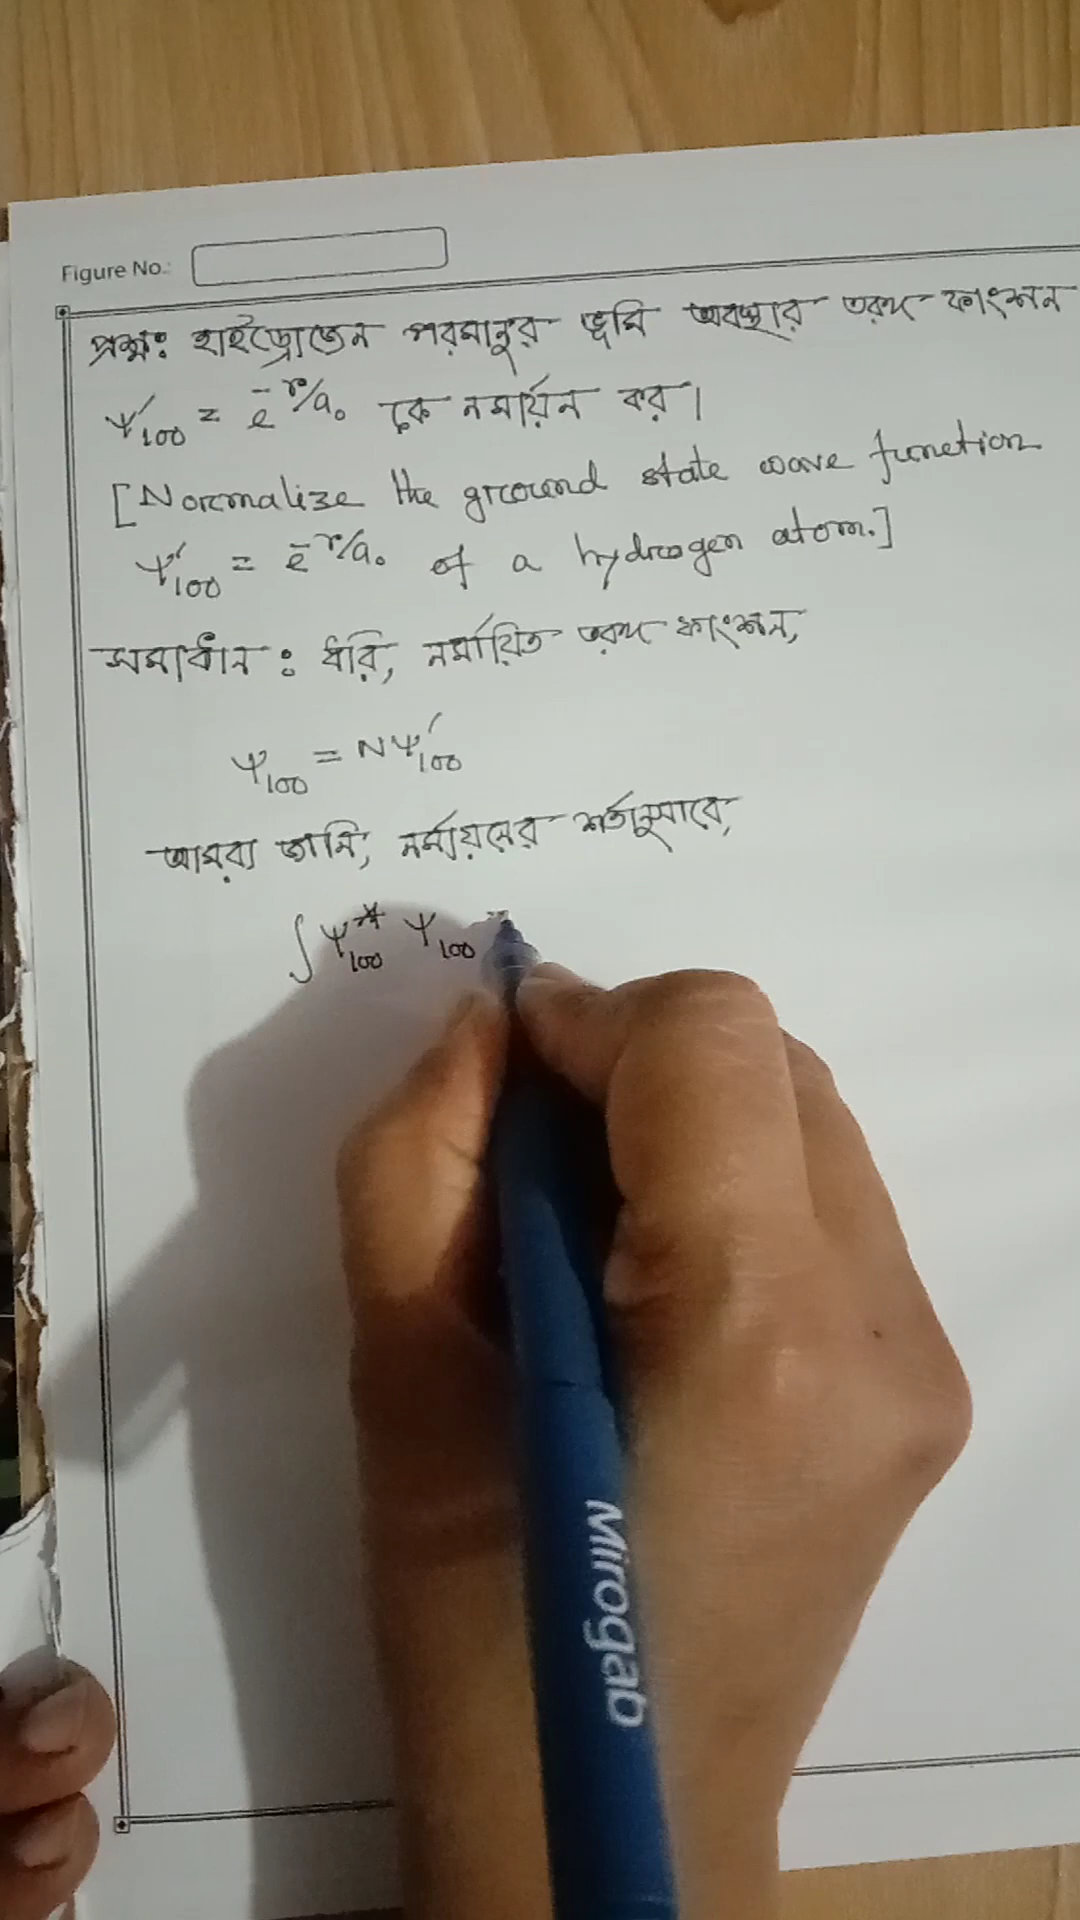 Figure No.:
প্রশ্ন: হাইড্রোজেন পরমানুর ভূমি অবস্থার তরঙ্গ ফাংশন
Ψ′₁₀₀ = e^{-r/a₀} কে নর্মায়ন কর।
[Normalize the ground state wave function
Ψ′₁₀₀ = e^{-r/a₀} of a hydrogen atom.]
সমাধান: ধরি, নর্মায়িত তরঙ্গ ফাংশন,
Ψ₁₀₀ = NΨ′₁₀₀
আমরা জানি, নর্মায়নের শর্তানুসারে,
∫Ψ*₁₀₀ Ψ₁₀₀
Mirogab